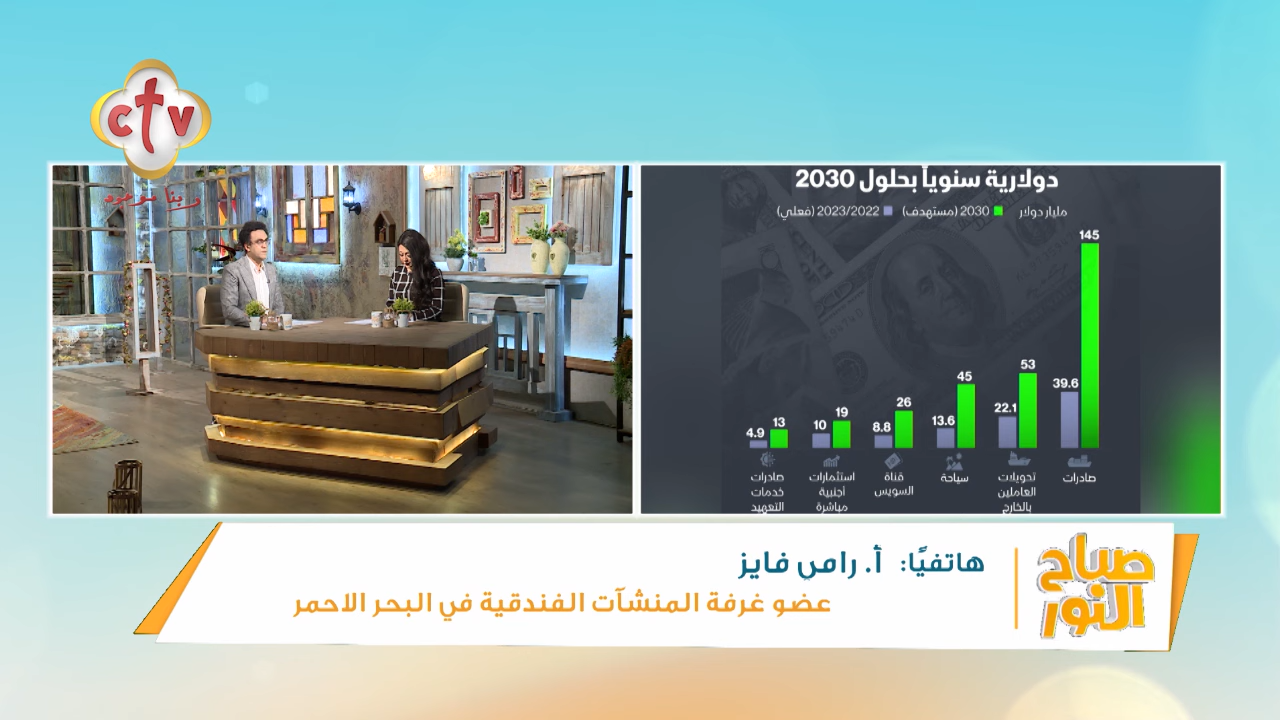 ctv
ربنا موجود
دولارية سنوياً بحلول 2030
مليار دولار 2030 (مستهدف) 2023/2022 (فعلي)
145
39.6
53
22.1
45
13.6
26
8.8
19
10
13
4.9
صادرات
تحويلات العاملين بالخارج
سياحة
قناة السويس
استثمارات أجنبية مباشرة
صادرات خدمات التعهيد
صباح النور
هاتفيًا: أ. رامي فايز
عضو غرفة المنشآت الفندقية في البحر الاحمر